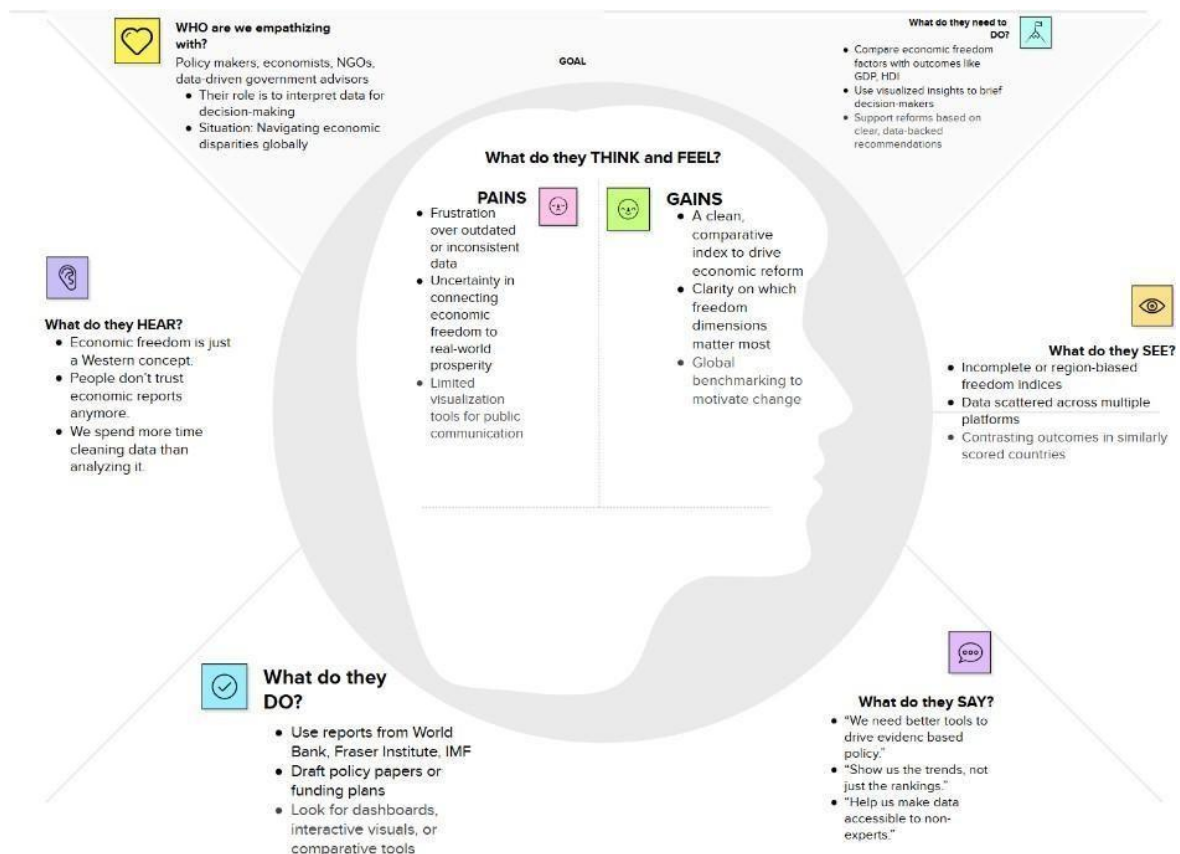 WHO are we empathizing
with?
Policy makers, economists, NGOs,
data-driven government advisors
● Their role is to interpret data for
decision-making
● Situation: Navigating economic
disparities globally
GOAL
What do they need to
DO?
● Compare economic freedom
factors with outcomes like
GDP, HDI
● Use visualized insights to brief
decision-makers
● Support reforms based on
clear, data-backed
recommendations
What do they THINK and FEEL?
PAINS
● Frustration
over outdated
or inconsistent
data
● Uncertainty in
connecting
economic
freedom to
real-world
prosperity
● Limited
visualization
tools for public
communication
GAINS
● A clean,
comparative
index to drive
economic reform
● Clarity on which
freedom
dimensions
matter most
● Global
benchmarking to
motivate change
What do they HEAR?
● Economic freedom is just
a Western concept.
● People don't trust
economic reports
anymore.
● We spend more time
cleaning data than
analyzing it.
What do they SEE?
● Incomplete or region-biased
freedom indices
● Data scattered across multiple
platforms
● Contrasting outcomes in similarly
scored countries
What do they
DO?
● Use reports from World
Bank, Fraser Institute, IMF
● Draft policy papers or
funding plans
● Look for dashboards,
interactive visuals, or
comparative tools
What do they SAY?
● "We need better tools to
drive evidenc based
policy."
● "Show us the trends, not
just the rankings."
● "Help us make data
accessible to non-
experts."